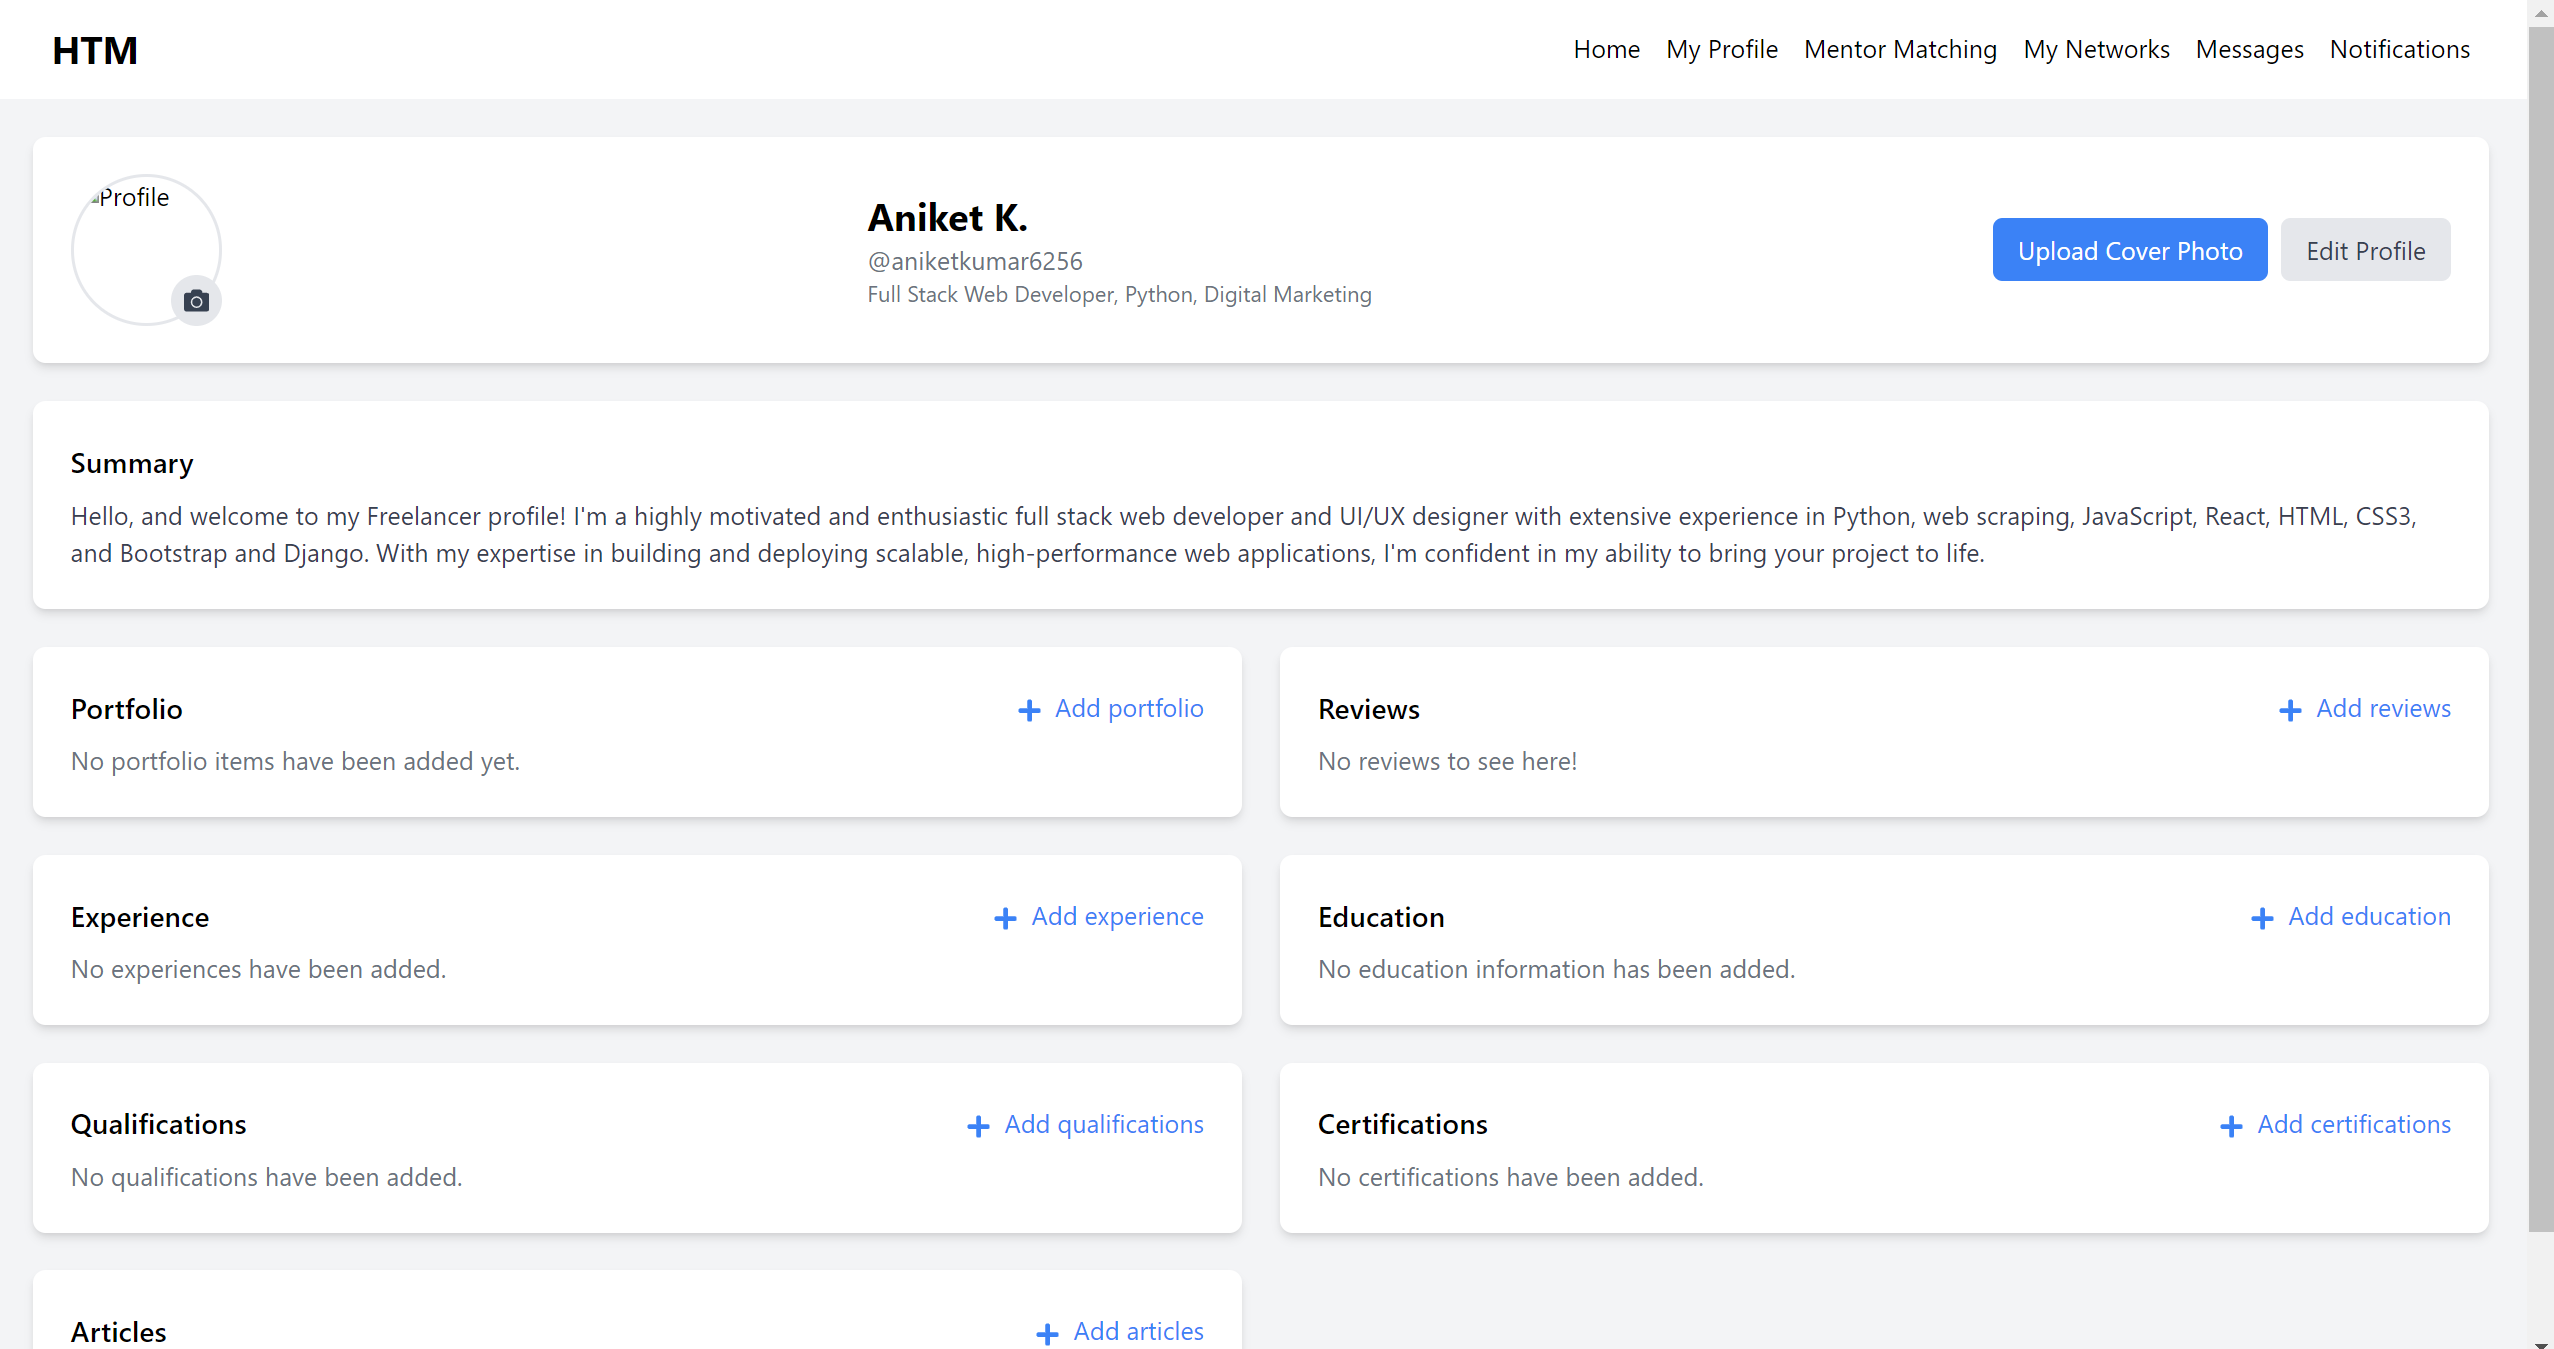 HTM
Home My Profile Mentor Matching My Networks Messages Notifications
Profile
Aniket K.
@aniketkumar6256
Full Stack Web Developer, Python, Digital Marketing
Upload Cover Photo
Edit Profile
Summary
Hello, and welcome to my Freelancer profile! I'm a highly motivated and enthusiastic full stack web developer and UI/UX designer with extensive experience in Python, web scraping, JavaScript, React, HTML, CSS3,
and Bootstrap and Django. With my expertise in building and deploying scalable, high-performance web applications, I'm confident in my ability to bring your project to life.
Portfolio
Add portfolio
No portfolio items have been added yet.
Reviews
Add reviews
No reviews to see here!
Experience
Add experience
No experiences have been added.
Education
Add education
No education information has been added.
Qualifications
Add qualifications
No qualifications have been added.
Certifications
Add certifications
No certifications have been added.
Articles
Add articles